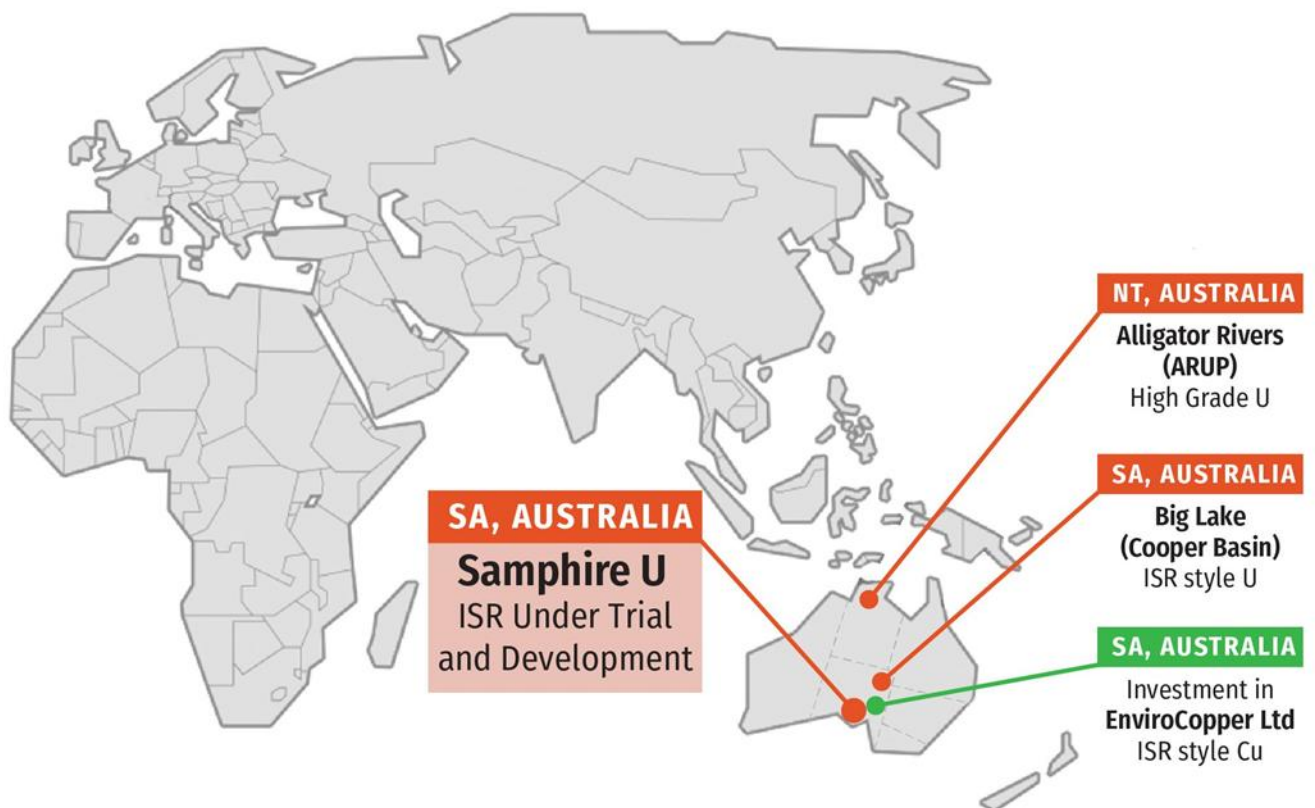 NT, AUSTRALIA
Alligator Rivers
(ARUP)
High Grade U
SA, AUSTRALIA
Big Lake
(Cooper Basin)
ISR style U
SA, AUSTRALIA
Samphire U
ISR Under Trial
and Development
SA, AUSTRALIA
Investment in
EnviroCopper Ltd
ISR style Cu